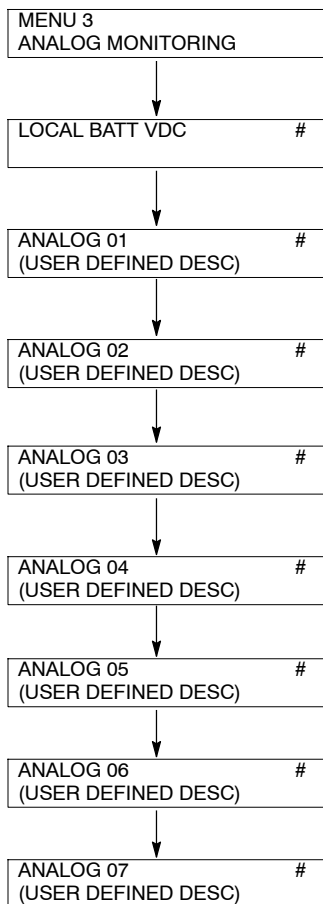 MENU 3
ANALOG MONITORING
LOCAL BATT VDC #
ANALOG 01 #
(USER DEFINED DESC)
ANALOG 02 #
(USER DEFINED DESC)
ANALOG 03 #
(USER DEFINED DESC)
ANALOG 04 #
(USER DEFINED DESC)
ANALOG 05 #
(USER DEFINED DESC)
ANALOG 06 #
(USER DEFINED DESC)
ANALOG 07 #
(USER DEFINED DESC)